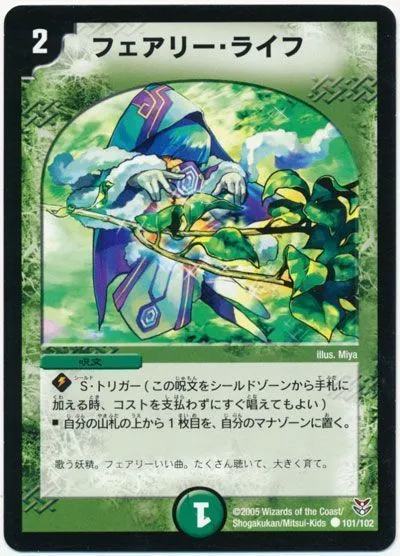 2
フェアリー・ライフ
illus. Miya
呪文
S・トリガー(この呪文をシールドゾーンから手札に
加える時、コストを支払わずにすぐ唱えてもよい)
■ 自分の山札の上から1枚目を、自分のマナゾーンに置く。
歌う妖精。フェアリーいい曲。たくさん聴いて、大きく育て。
1
©2005 Wizards of the Coast/
Shogakukan/Mitsui-Kids ● 101/102